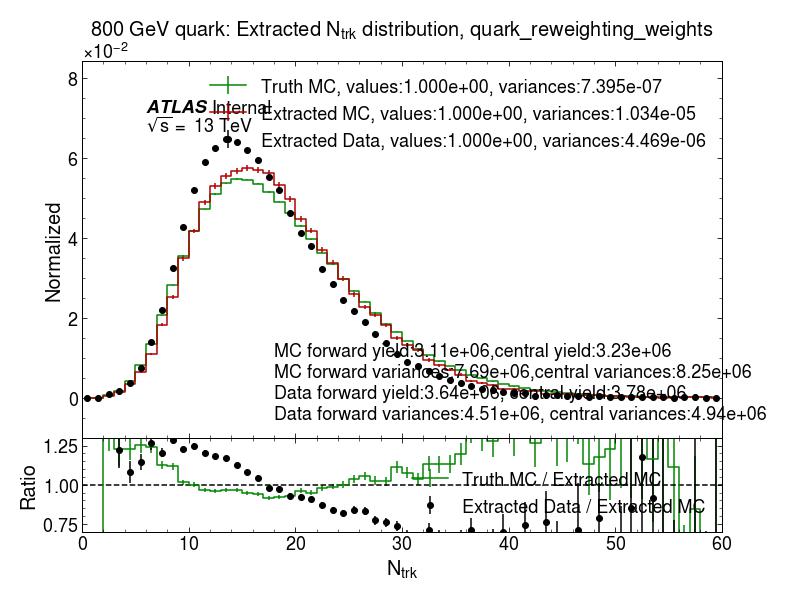 800 GeV quark: Extracted Ntrk distribution, quark_reweighting_weights
×10−2
Truth MC, values:1.000e+00, variances:7.395e-07
ATLAS Internal
Extracted MC, values:1.000e+00, variances:1.034e-05
√s = 13 TeV
Extracted Data, values:1.000e+00, variances:4.469e-06
8
6
4
2
0
Normalized
MC forward yield:3.11e+06,central yield:3.23e+06
MC forward variances:7.69e+06,central variances:8.25e+06
Data forward yield:3.64e+06, central yield:3.78e+06
Data forward variances:4.51e+06, central variances:4.94e+06
1.25
1.00
0.75
Ratio
Truth MC / Extracted MC
Extracted Data / Extracted MC
0 10 20 30 40 50 60
Ntrk